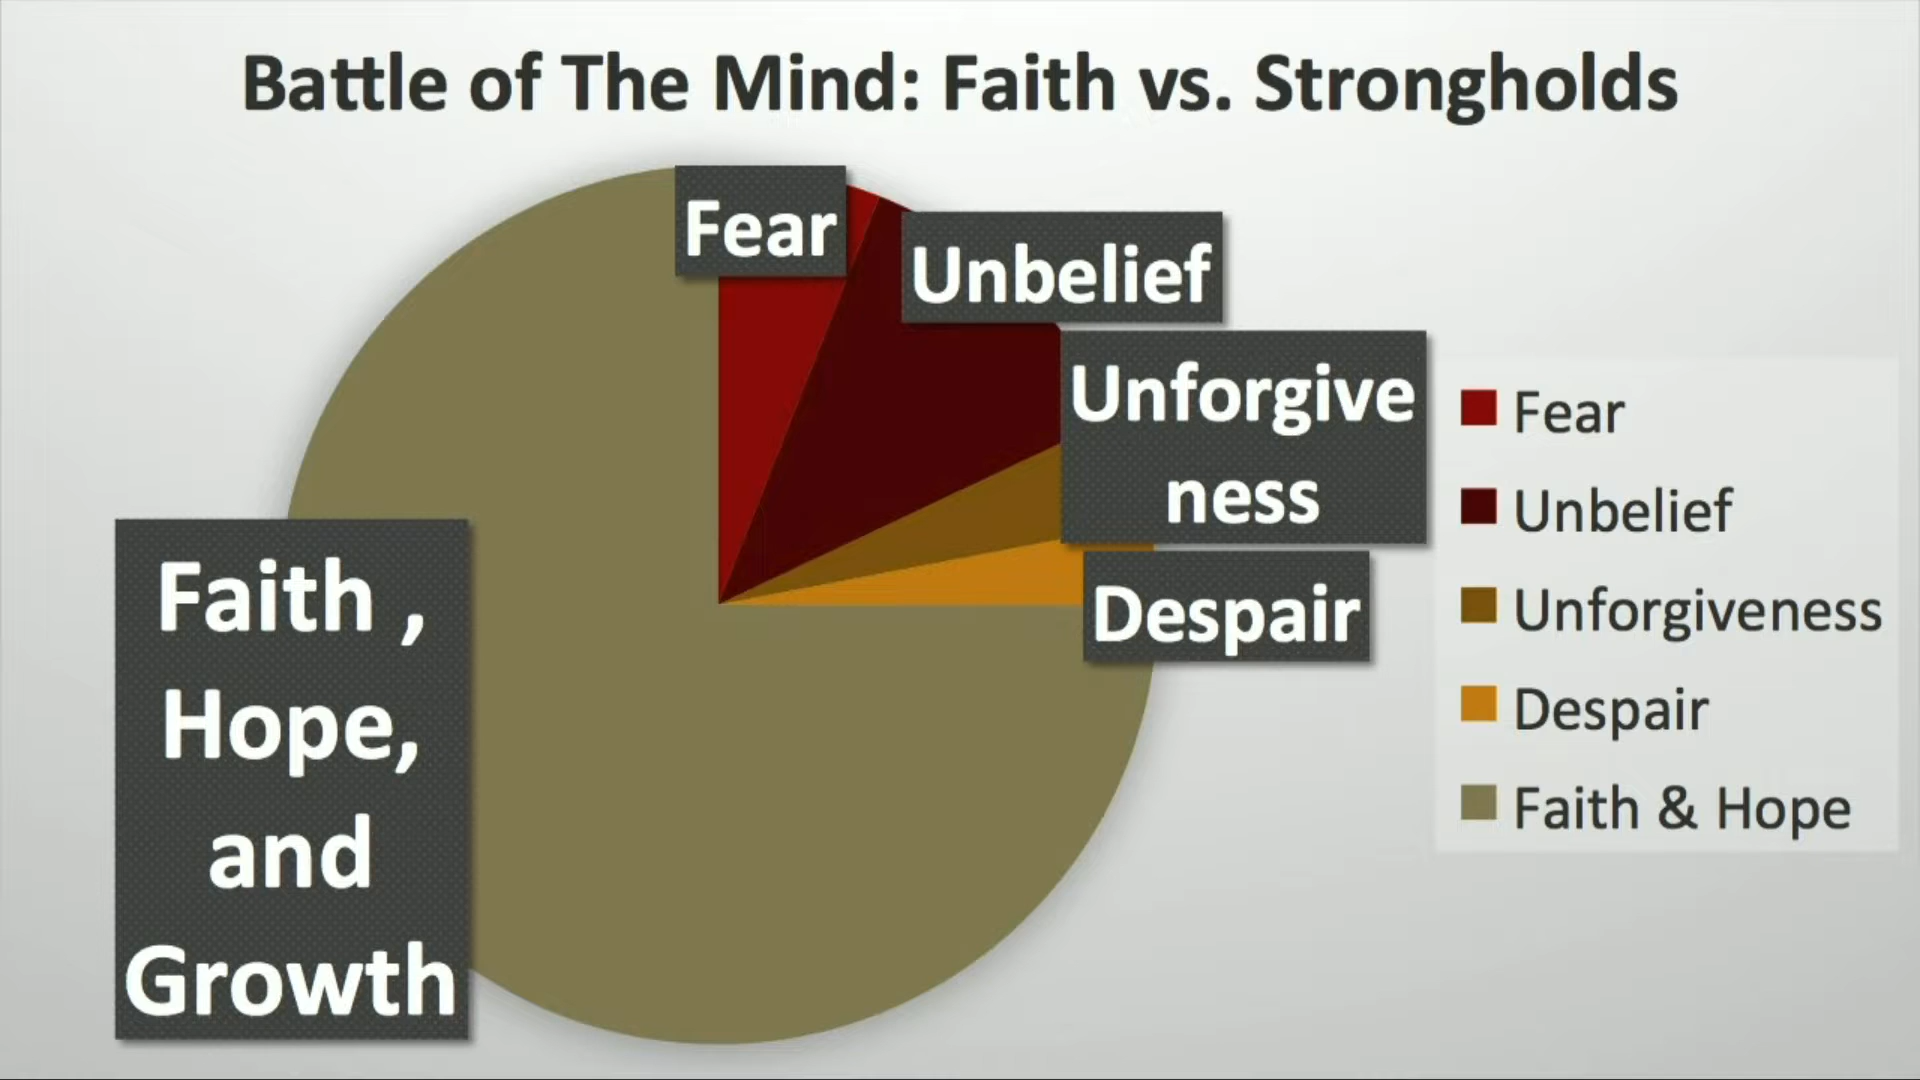 Battle of The Mind: Faith vs. Strongholds
Fear
Unbelief
Unforgive
ness
Despair
Faith ,
Hope,
and
Growth
Fear
Unbelief
Unforgiveness
Despair
Faith & Hope